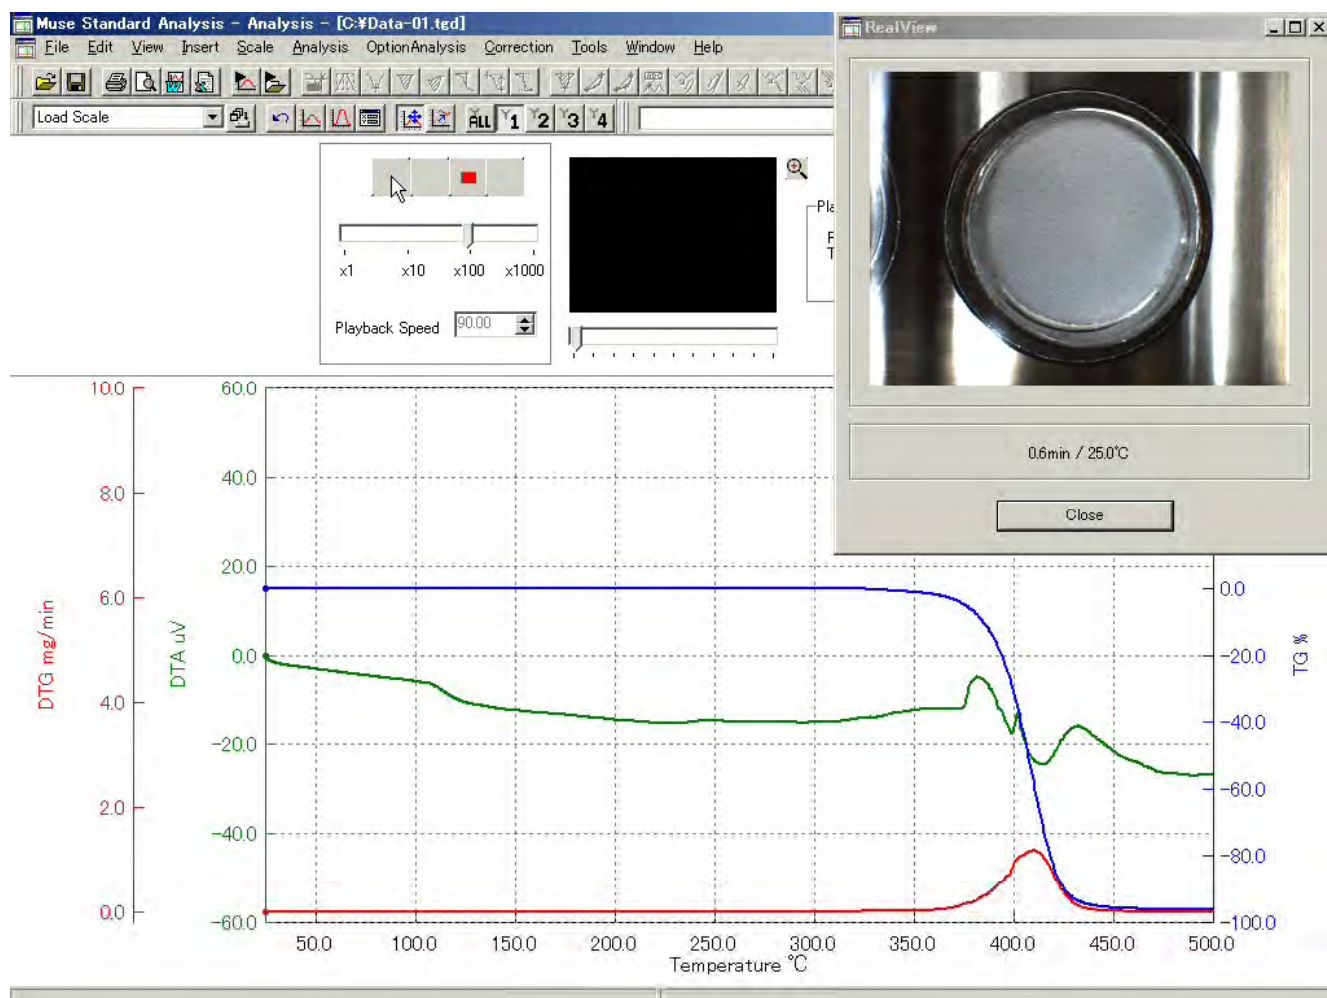 Muse Standard Analysis - Analysis - [C:¥Data-01.tgd]
File Edit View Insert Scale Analysis OptionAnalysis Correction Tools Window Help
Load Scale
ALL Y1 Y2 Y3 Y4
x1 x10 x100 x1000
Playback Speed 90.00
RealView
0.6min / 25.0℃
Close
10.0
8.0
6.0
4.0
2.0
0.0
DTG mg/min
60.0
40.0
20.0
0.0
-20.0
-40.0
-60.0
DTA uV
0.0
-20.0
-40.0
-60.0
-80.0
-100.0
TG %
50.0 100.0 150.0 200.0 250.0 300.0 350.0 400.0 450.0 500.0
Temperature ℃